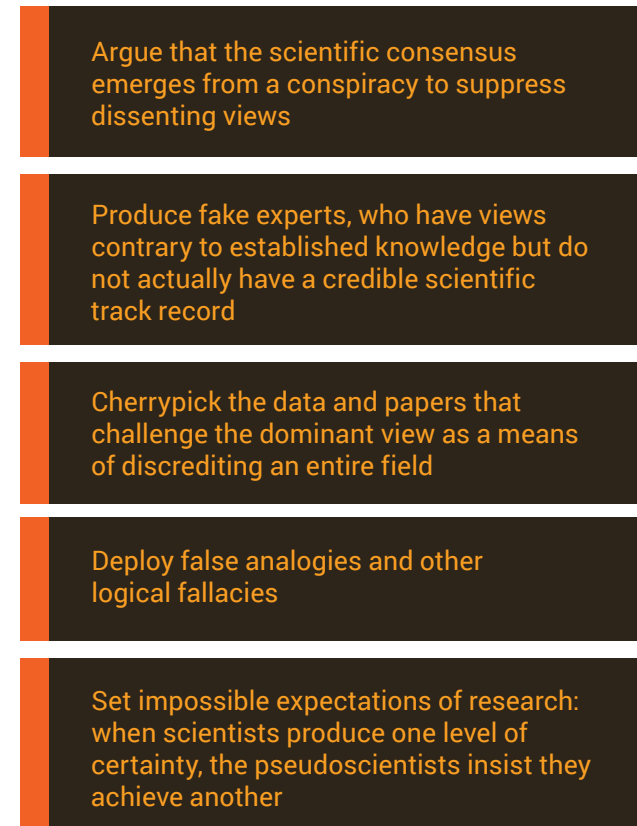 Argue that the scientific consensus
emerges from a conspiracy to suppress
dissenting views
Produce fake experts, who have views
contrary to established knowledge but do
not actually have a credible scientific
track record
Cherrypick the data and papers that
challenge the dominant view as a means
of discrediting an entire field
Deploy false analogies and other
logical fallacies
Set impossible expectations of research:
when scientists produce one level of
certainty, the pseudoscientists insist they
achieve another